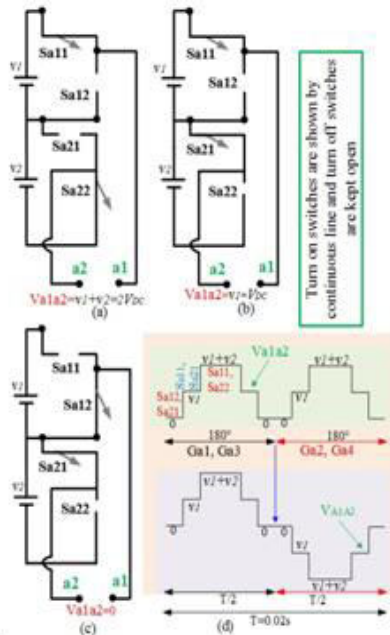 Sa11
v1
Sa12
Sa21
v2
Sa22
a2 a1
Va1a2=v1+v2=2VDC
(a)
Sa11
v1
Sa12
Sa21
v2
Sa22
a2 a1
Va1a2=v1=VDC
(b)
Turn on switches are shown by
continuous line and turn off switches
are kept open
Sa11
v1
Sa12
Sa21
v2
Sa22
a2 a1
Va1a2=0
(c)
v1+v2
Va1a2
v1+v2
Sa11,
Sa21
Sa11,
Sa22
v1
Sa12,
Sa21
0 0 0 0
180° 180°
Ga1, Ga3 Ga2, Ga4
v1+v2
v1
VA1A2
0 0 0
v1
v1+v2
T/2 T/2
T=0.02s
(d)